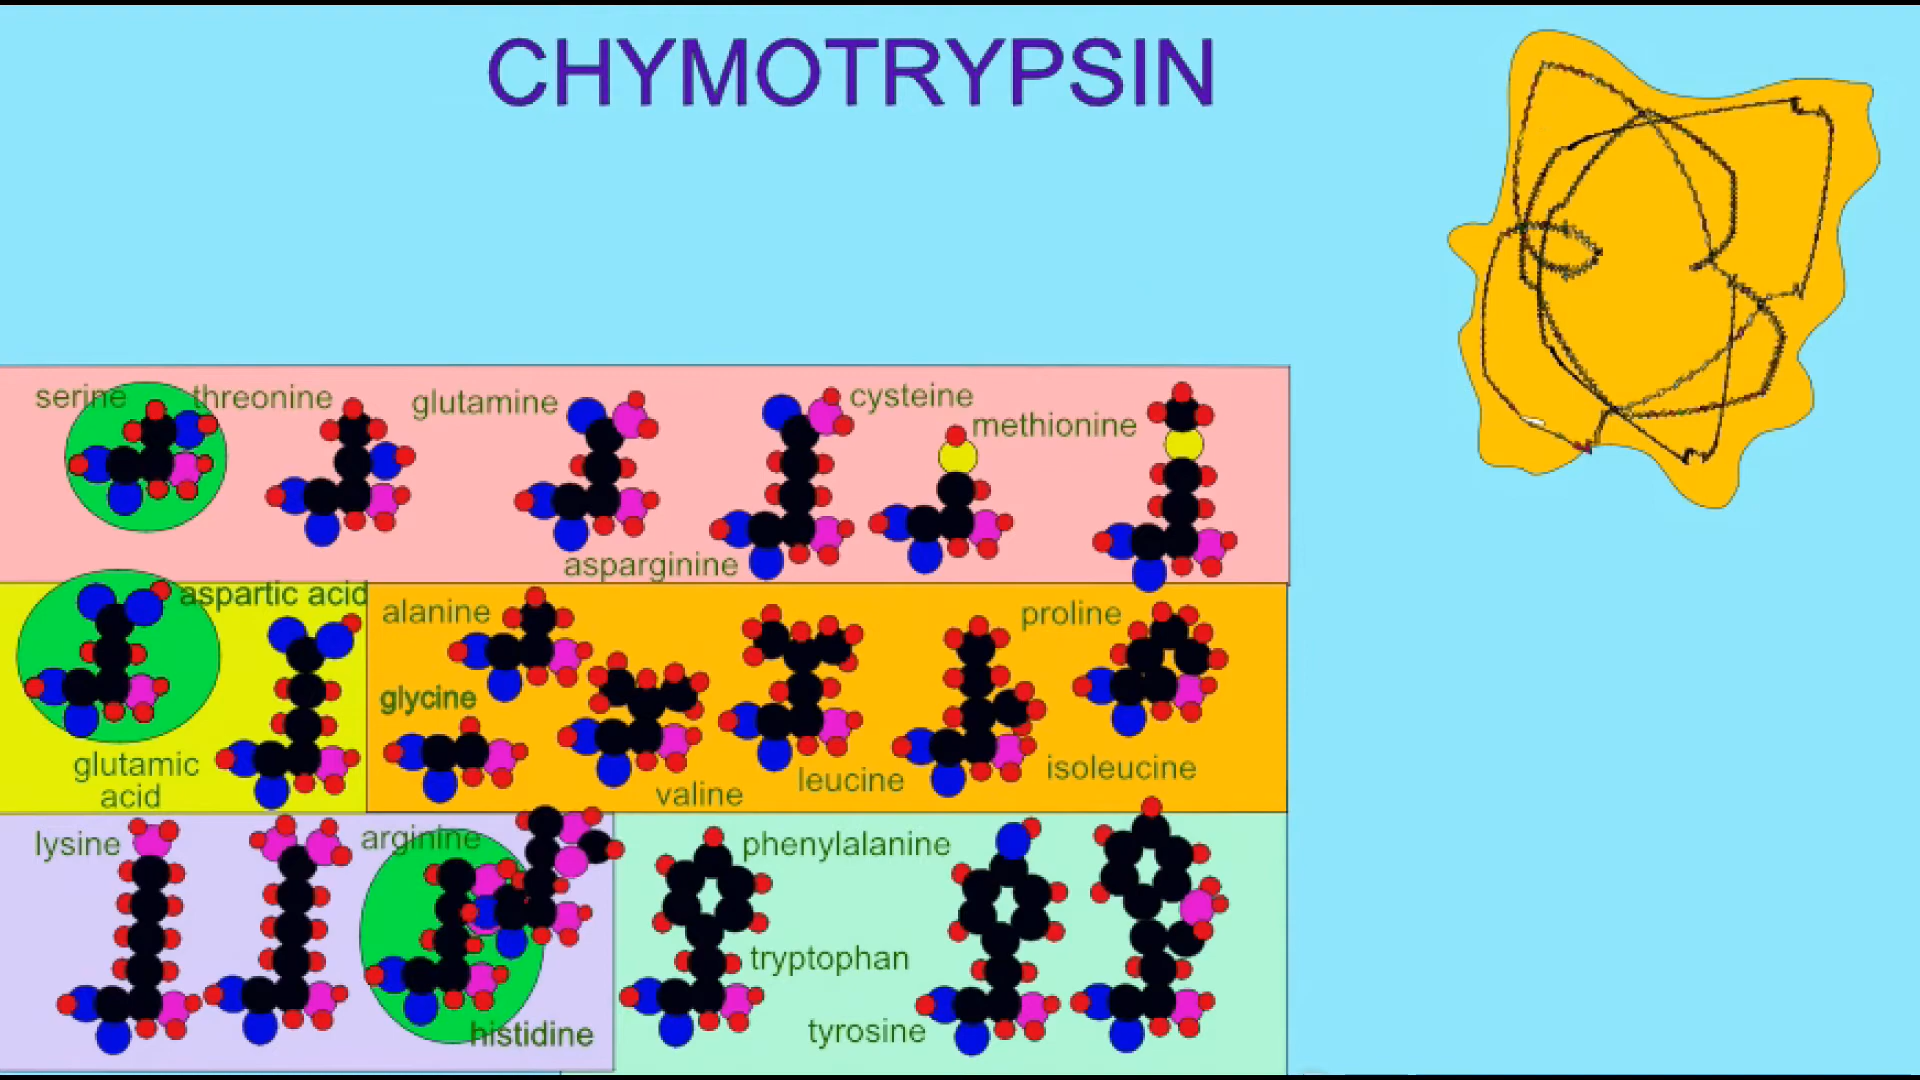 CHYMOTRYPSIN
serine threonine glutamine cysteine
methionine
asparginine
aspartic acid alanine proline
glycine
glutamic
acid
valine leucine isoleucine
lysine arginine phenylalanine
tryptophan
histidine tyrosine